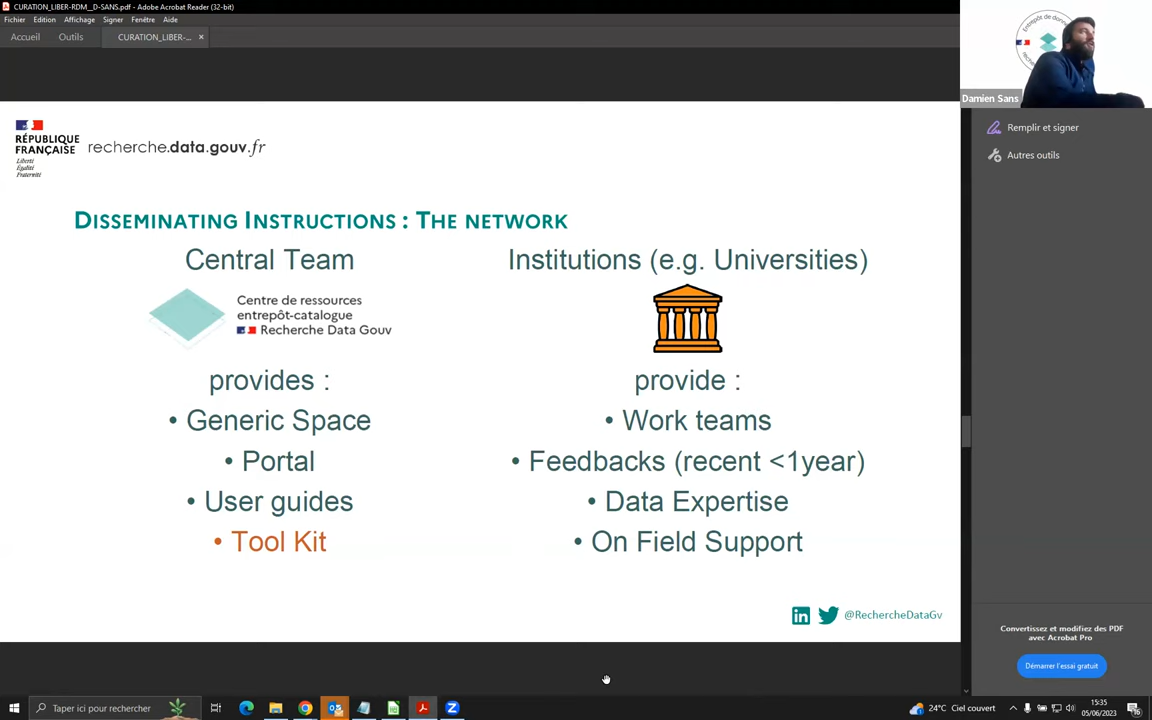 CURATION_LIBER-RDM__D-SANS.pdf - Adobe Acrobat Reader (32-bit)
Fichier Edition Affichage Signer Fenêtre Aide
Accueil Outils CURATION_LIBER-... ×
Damien Sans
Remplir et signer
Autres outils
RÉPUBLIQUE
FRANÇAISE
Liberté
Égalité
Fraternité
recherche.data.gouv.fr
DISSEMINATING INSTRUCTIONS : THE NETWORK
Central Team
Centre de ressources
entrepôt-catalogue
Recherche Data Gouv
provides :
• Generic Space
• Portal
• User guides
• Tool Kit
Institutions (e.g. Universities)
provide :
• Work teams
• Feedbacks (recent <1year)
• Data Expertise
• On Field Support
@RechercheDataGv
Convertissez et modifiez des PDF
avec Acrobat Pro
Démarrer l'essai gratuit
Taper ici pour rechercher
24°C Ciel couvert
15:35
05/06/2023